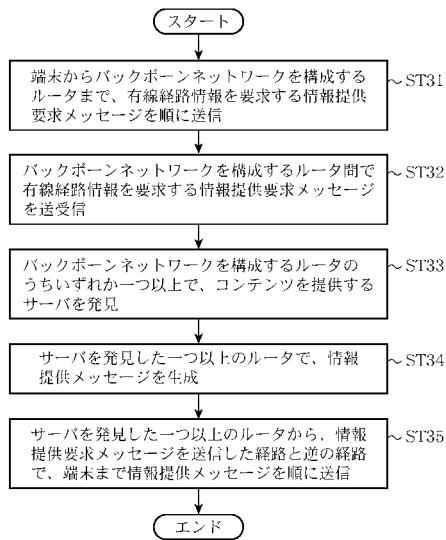 スタート
端末からバックボーンネットワークを構成する
ルータまで、有線経路情報を要求する情報提供
要求メッセージを順に送信
ST31
バックボーンネットワークを構成するルータ間で
有線経路情報を要求する情報提供要求メッセージ
を送受信
ST32
バックボーンネットワークを構成するルータの
うちいずれか一つ以上で、コンテンツを提供する
サーバを発見
ST33
サーバを発見した一つ以上のルータで、情報
提供メッセージを生成
ST34
サーバを発見した一つ以上のルータから、情報
提供要求メッセージを送信した経路と逆の経路
で、端末まで情報提供メッセージを順に送信
ST35
エンド